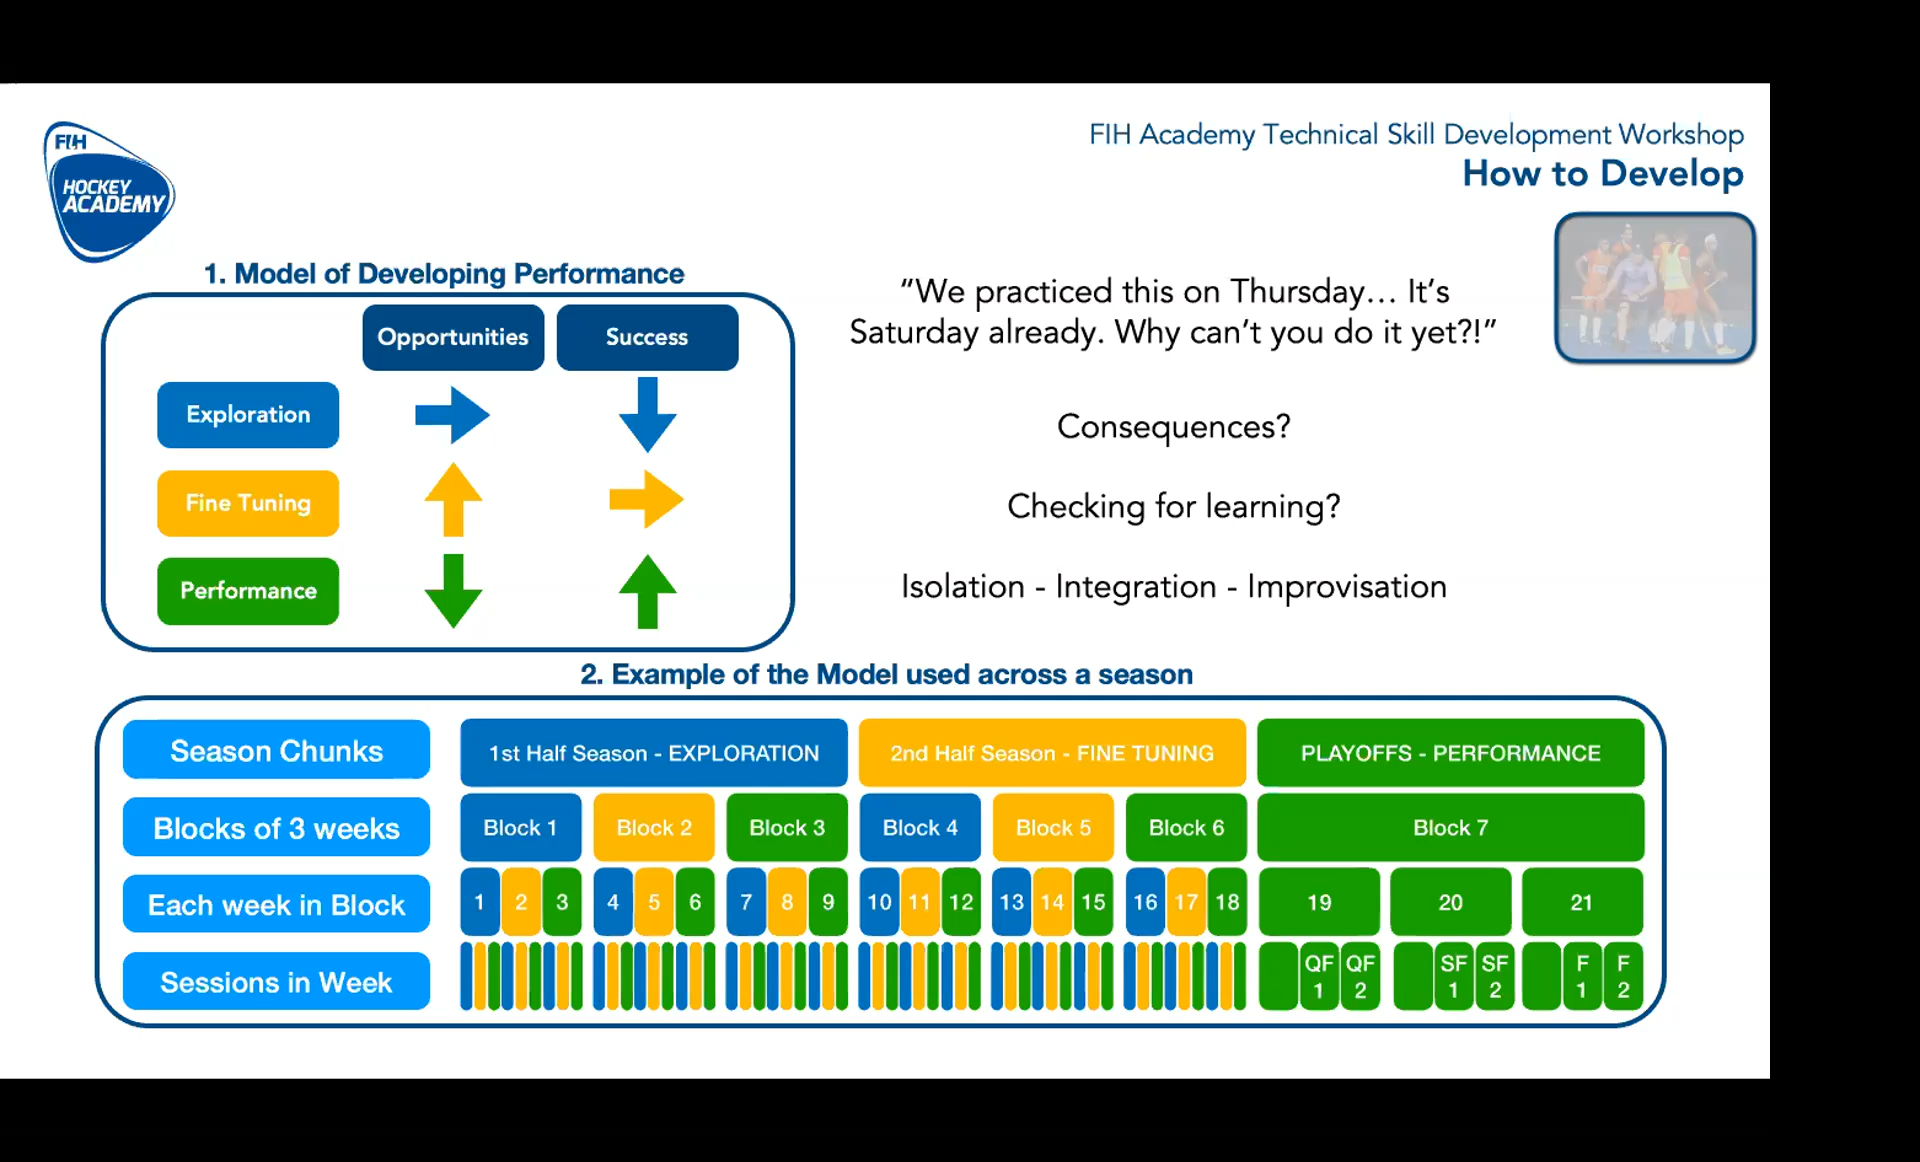 FIH
HOCKEY
ACADEMY
FIH Academy Technical Skill Development Workshop
How to Develop
1. Model of Developing Performance
Opportunities Success
Exploration
Fine Tuning
Performance
“We practiced this on Thursday... It’s
Saturday already. Why can’t you do it yet?!”
Consequences?
Checking for learning?
Isolation - Integration - Improvisation
2. Example of the Model used across a season
Season Chunks 1st Half Season - EXPLORATION 2nd Half Season - FINE TUNING PLAYOFFS - PERFORMANCE
Blocks of 3 weeks Block 1 Block 2 Block 3 Block 4 Block 5 Block 6 Block 7
Each week in Block 1 2 3 4 5 6 7 8 9 10 11 12 13 14 15 16 17 18 19 20 21
Sessions in Week QF QF SF SF F F
1 2 1 2 1 2